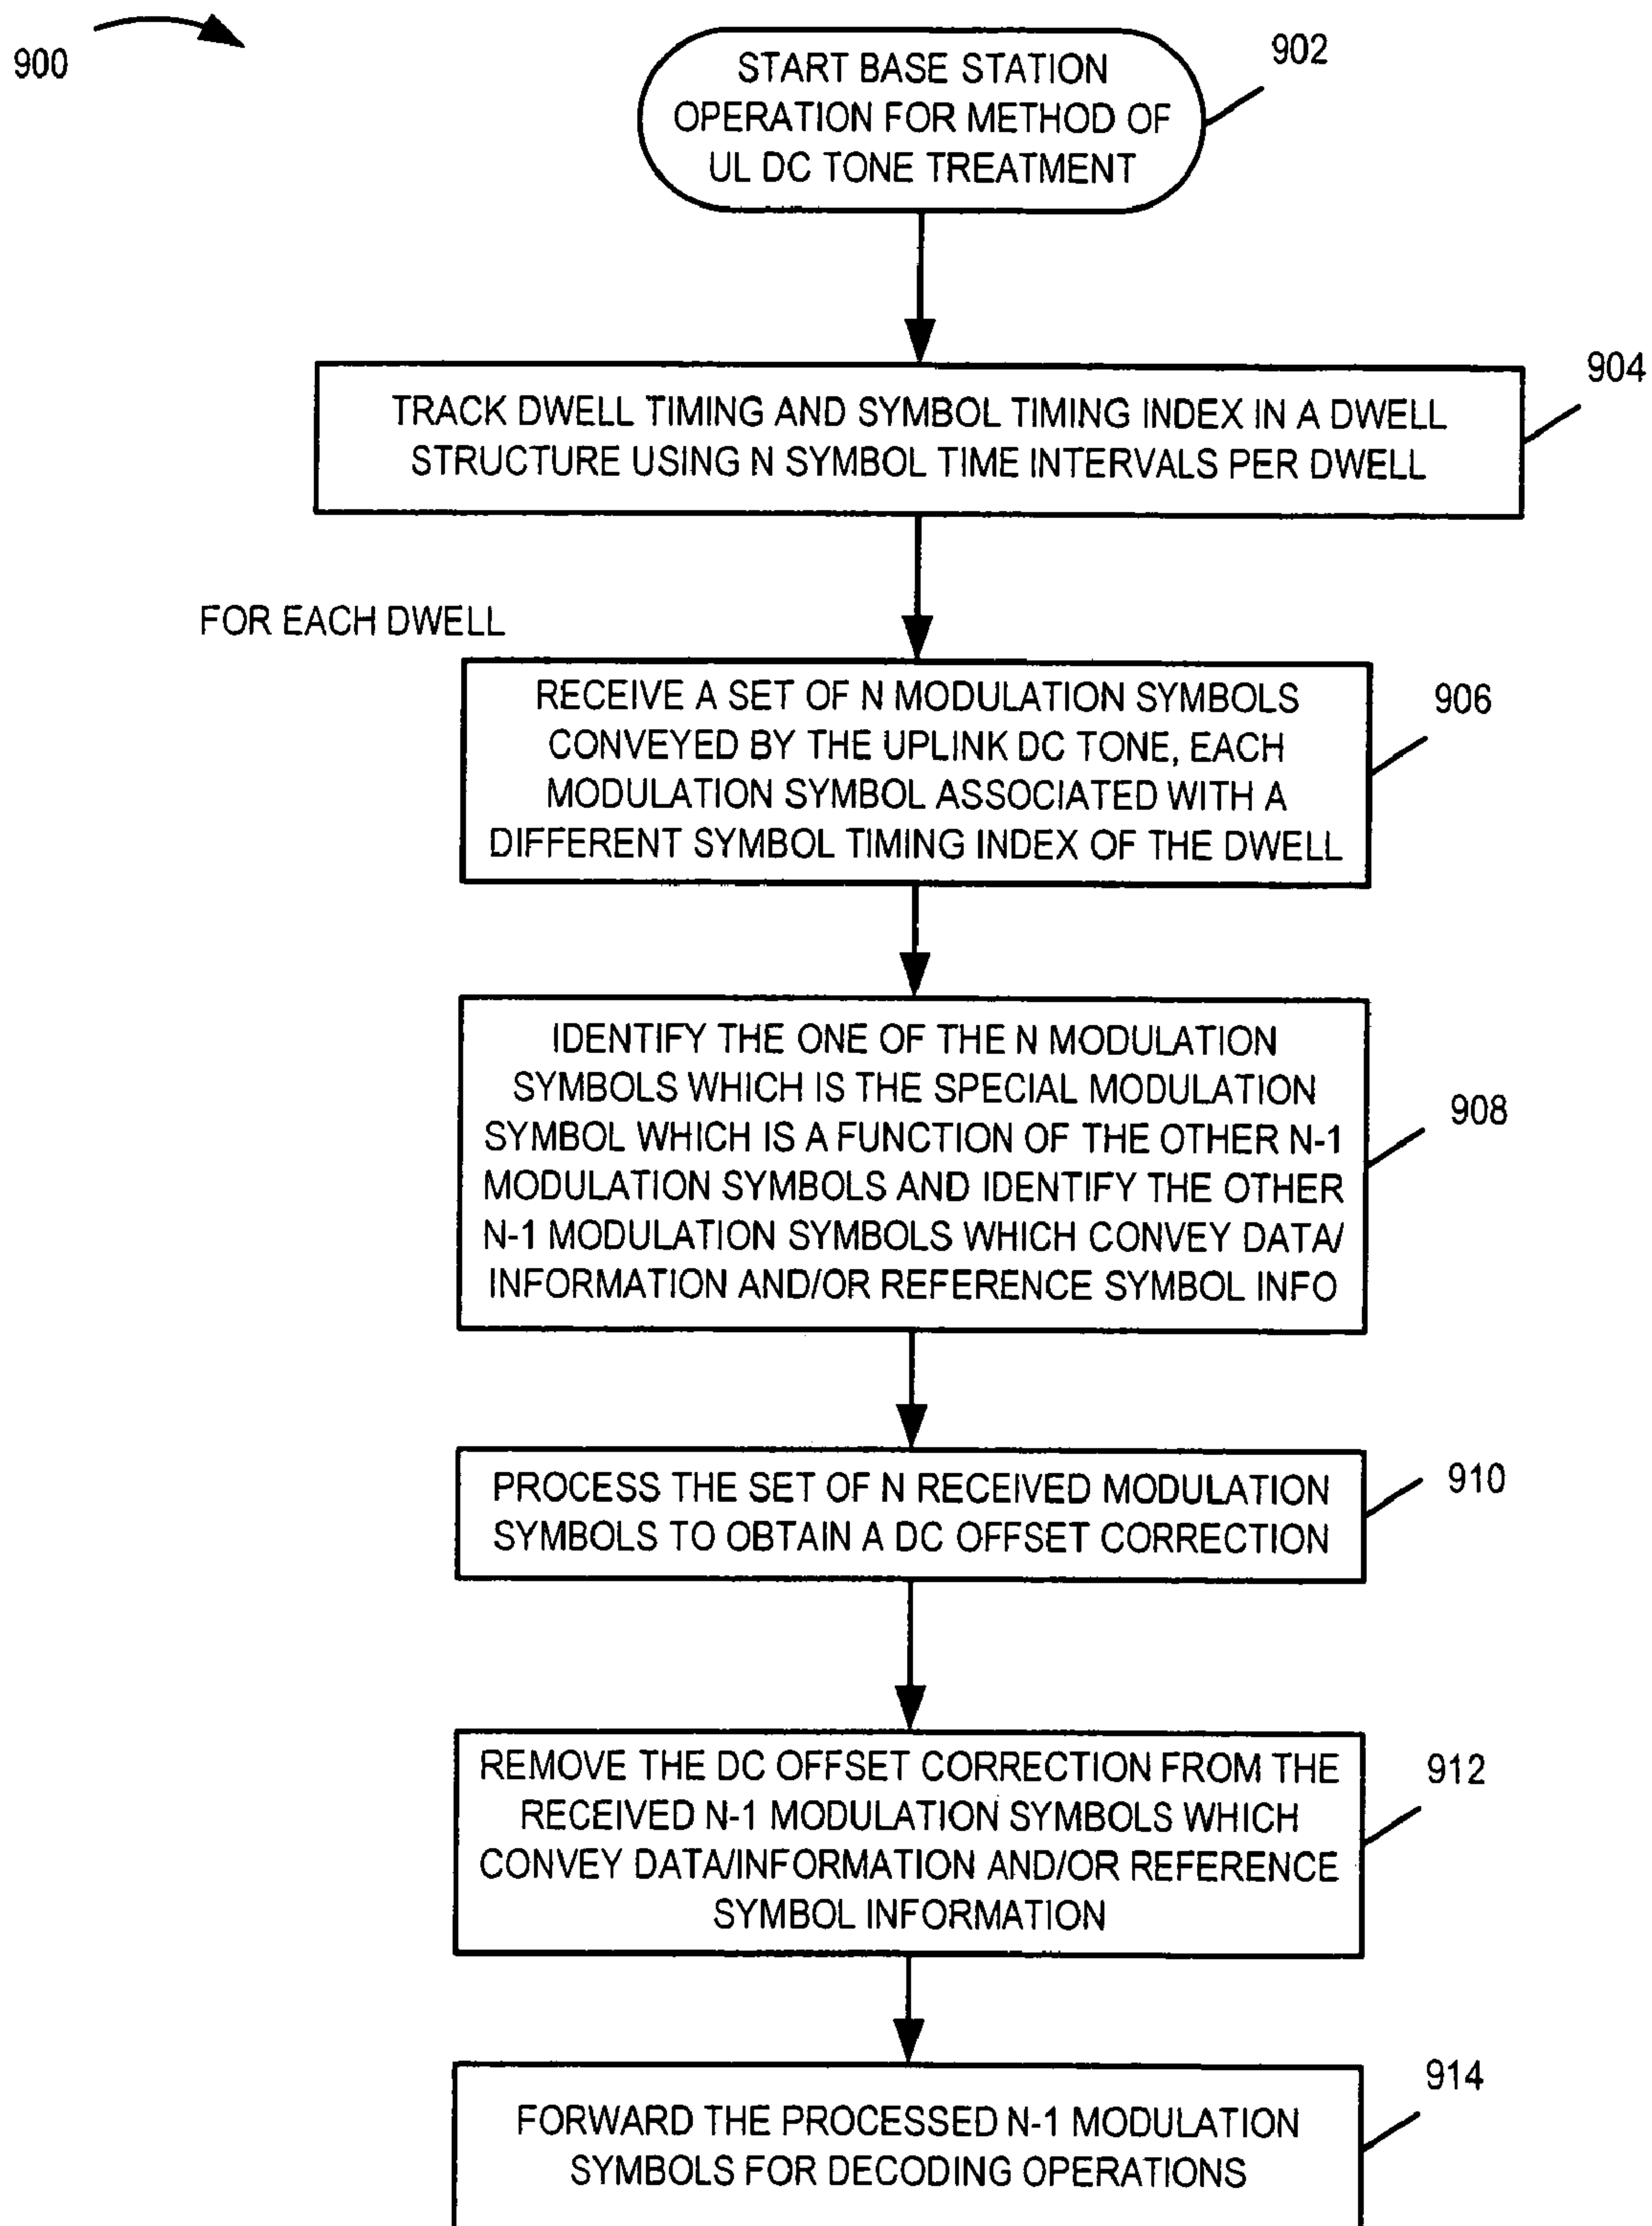 900
START BASE STATION
OPERATION FOR METHOD OF
UL DC TONE TREATMENT
902
TRACK DWELL TIMING AND SYMBOL TIMING INDEX IN A DWELL
STRUCTURE USING N SYMBOL TIME INTERVALS PER DWELL
904
FOR EACH DWELL
RECEIVE A SET OF N MODULATION SYMBOLS
CONVEYED BY THE UPLINK DC TONE, EACH
MODULATION SYMBOL ASSOCIATED WITH A
DIFFERENT SYMBOL TIMING INDEX OF THE DWELL
906
IDENTIFY THE ONE OF THE N MODULATION
SYMBOLS WHICH IS THE SPECIAL MODULATION
SYMBOL WHICH IS A FUNCTION OF THE OTHER N-1
MODULATION SYMBOLS AND IDENTIFY THE OTHER
N-1 MODULATION SYMBOLS WHICH CONVEY DATA/
INFORMATION AND/OR REFERENCE SYMBOL INFO
908
PROCESS THE SET OF N RECEIVED MODULATION
SYMBOLS TO OBTAIN A DC OFFSET CORRECTION
910
REMOVE THE DC OFFSET CORRECTION FROM THE
RECEIVED N-1 MODULATION SYMBOLS WHICH
CONVEY DATA/INFORMATION AND/OR REFERENCE
SYMBOL INFORMATION
912
FORWARD THE PROCESSED N-1 MODULATION
SYMBOLS FOR DECODING OPERATIONS
914